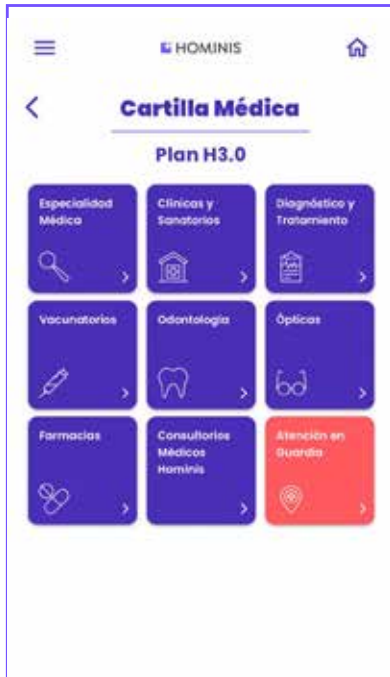 HOMINIS
Cartilla Médica
Plan H3.0
Especialidad
Médica
Clínicas y
Sanatorios
Diagnóstico y
Tratamiento
Vacunatorios
Odontología
Ópticas
Farmacias
Consultorios
Médicos
Hominis
Atención en
Guardia